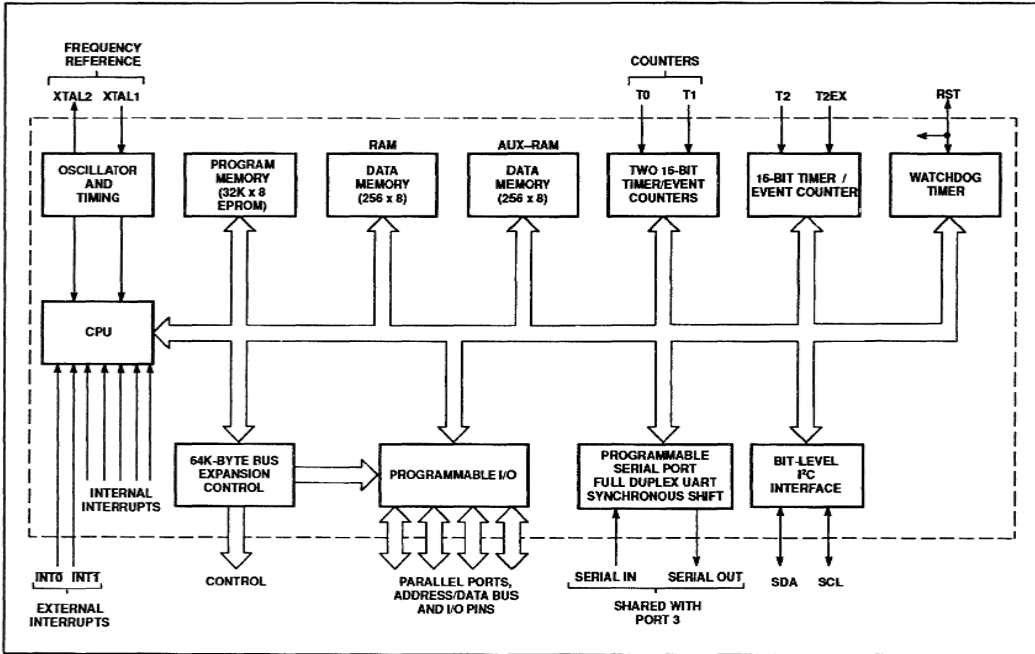 FREQUENCY
REFERENCE
XTAL2 XTAL1
COUNTERS
T0 T1
T2 T2EX
RST
OSCILLATOR
AND
TIMING
PROGRAM
MEMORY
(32K x 8
EPROM)
RAM
DATA
MEMORY
(256 x 8)
AUX–RAM
DATA
MEMORY
(256 x 8)
TWO 16-BIT
TIMER/EVENT
COUNTERS
16-BIT TIMER /
EVENT COUNTER
WATCHDOG
TIMER
CPU
INTERNAL
INTERRUPTS
64K-BYTE BUS
EXPANSION
CONTROL
PROGRAMMABLE I/O
PROGRAMMABLE
SERIAL PORT
FULL DUPLEX UART
SYNCHRONOUS SHIFT
BIT-LEVEL
I²C
INTERFACE
INT0 INT1
EXTERNAL
INTERRUPTS
CONTROL
PARALLEL PORTS,
ADDRESS/DATA BUS
AND I/O PINS
SERIAL IN SERIAL OUT
SHARED WITH
PORT 3
SDA SCL